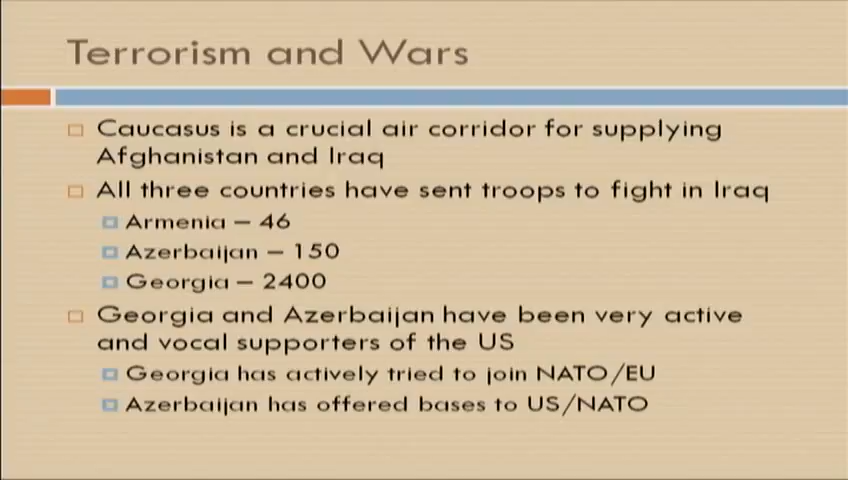 Terrorism and Wars
Caucasus is a crucial air corridor for supplying
Afghanistan and Iraq
All three countries have sent troops to fight in Iraq
Armenia – 46
Azerbaijan – 150
Georgia – 2400
Georgia and Azerbaijan have been very active
and vocal supporters of the US
Georgia has actively tried to join NATO/EU
Azerbaijan has offered bases to US/NATO